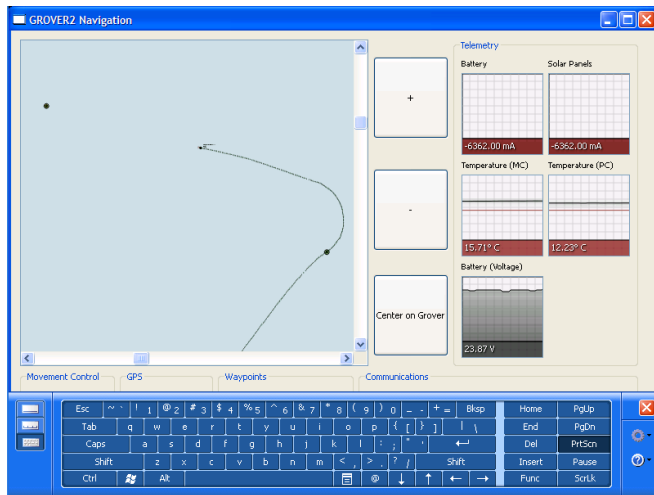 GROVER2 Navigation
+
-
Center on Grover
Telemetry
Battery
Solar Panels
-6362.00 mA
-6362.00 mA
Temperature (MC)
Temperature (PC)
15.71° C
12.23° C
Battery (Voltage)
23.87 V
Movement Control
GPS
Waypoints
Communications
Esc ~ ` ! 1 @ 2 # 3 $ 4 % 5 ^ 6 & 7 * 8 ( 9 ) 0 _ - + = Bksp Home PgUp
Tab q w e r t y u i o p { [ } ] | \ End PgDn
Caps a s d f g h j k l : ; " ' Del PrtScn
Shift z x c v b n m < , > . ? / Shift Insert Pause
Ctrl Alt @ ↓ ↑ ← → Func ScrLk